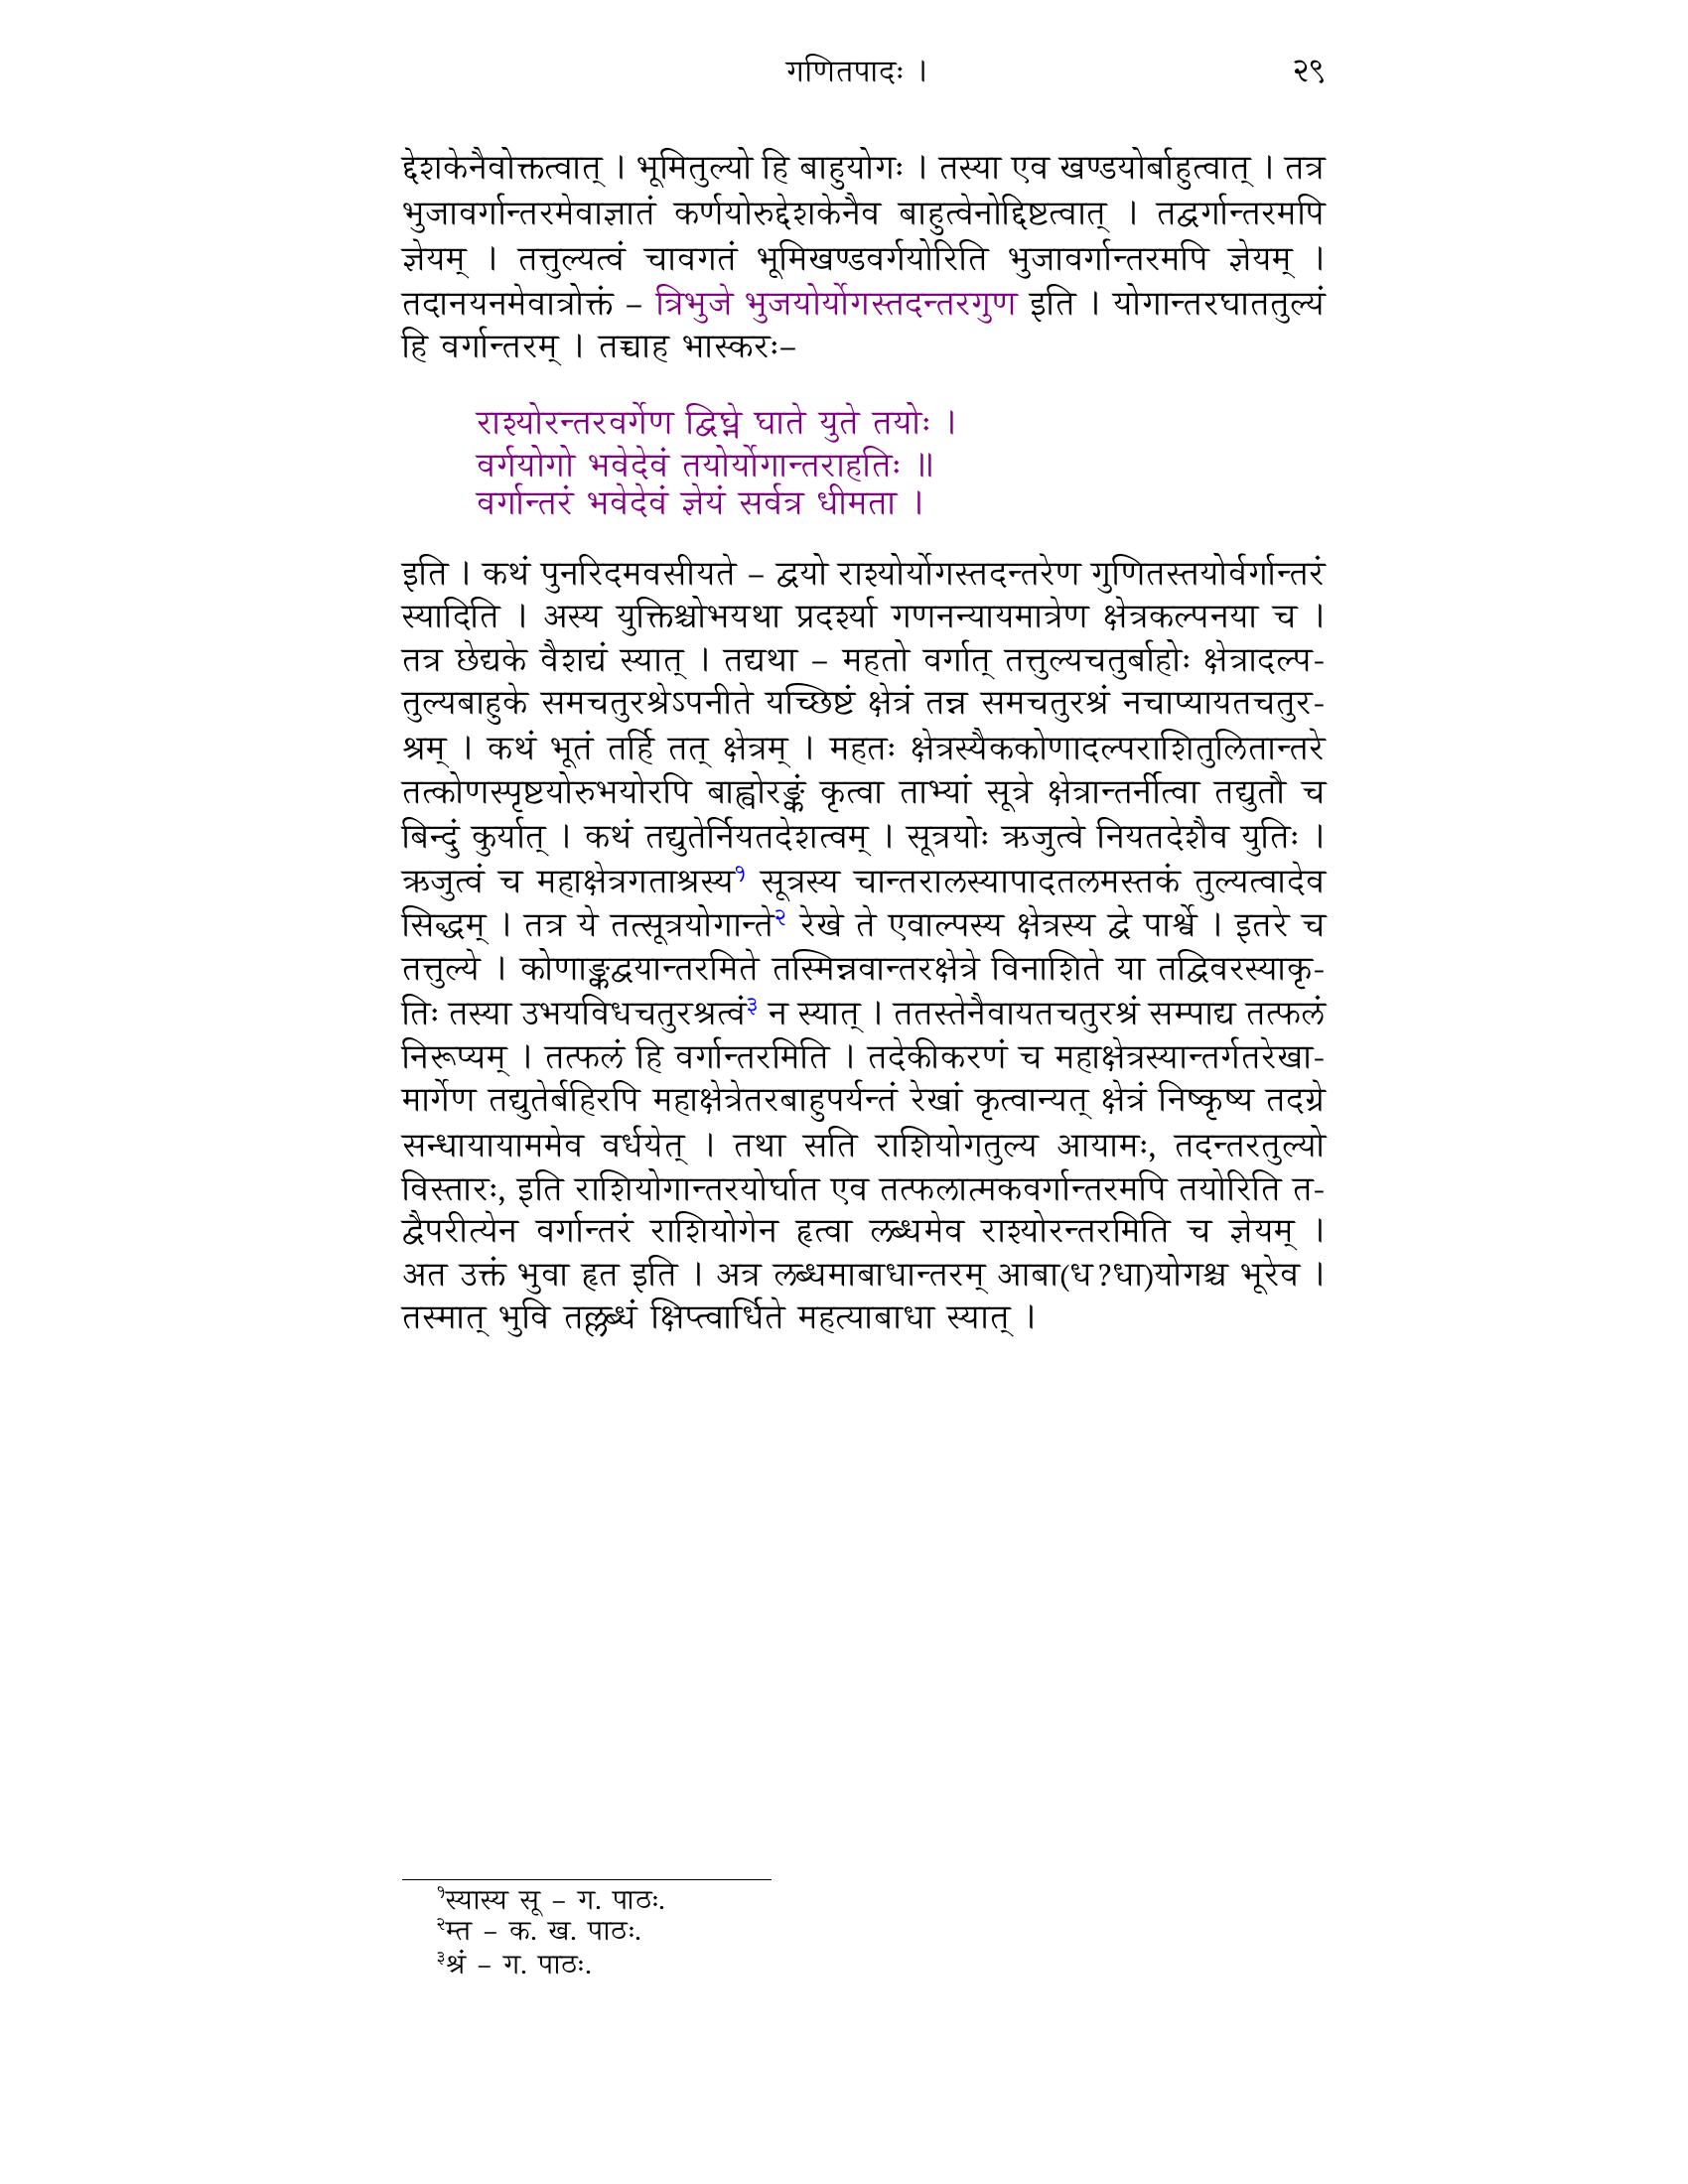 गणितपादः ।
२९
द्देशकेनैवोक्तत्वात् । भूमितुल्यो हि बाहुयोगः । तस्या एव खण्डयोर्बाहुत्वात् । तत्र
भुजावर्गान्तरमेवाज्ञातं कर्णयोरुद्देशकेनैव बाहुत्वेनोद्दिष्टत्वात् । तद्वर्गान्तरमपि
ज्ञेयम् । तत्तुल्यत्वं चावगतं भूमिखण्डवर्गयोरिति भुजावर्गान्तरमपि ज्ञेयम् ।
तदानयनमेवात्रोक्तं – त्रिभुजे भुजयोर्योगस्तदन्तरगुण इति । योगान्तरघाततुल्यं
हि वर्गान्तरम् । तच्चाह भास्करः–
राश्योरन्तरवर्गेण द्विघ्ने घाते युते तयोः ।
वर्गयोगो भवेदेवं तयोर्योगान्तराहतिः ॥
वर्गान्तरं भवेदेवं ज्ञेयं सर्वत्र धीमता ।
इति । कथं पुनरिदमवसीयते – द्वयो राश्योर्योगस्तदन्तरेण गुणितस्तयोर्वर्गान्तरं
स्यादिति । अस्य युक्तिश्चोभयथा प्रदर्श्या गणनन्यायमात्रेण क्षेत्रकल्पनया च ।
तत्र छेद्यके वैशद्यं स्यात् । तद्यथा – महतो वर्गात् तत्तुल्यचतुर्बाहोः क्षेत्रादल्प-
तुल्यबाहुके समचतुरश्रेऽपनीते यच्छिष्टं क्षेत्रं तन्न समचतुरश्रं नचाप्यायतचतुर-
श्रम् । कथं भूतं तर्हि तत् क्षेत्रम् । महतः क्षेत्रस्यैककोणादल्पराशितुलितान्तरे
तत्कोणस्पृष्टयोरुभयोरपि बाह्वोरङ्कं कृत्वा ताभ्यां सूत्रे क्षेत्रान्तर्नीत्वा तद्युतौ च
बिन्दुं कुर्यात् । कथं तद्युतेर्नियतदेशत्वम् । सूत्रयोः ऋजुत्वे नियतदेशैव युतिः ।
ऋजुत्वं च महाक्षेत्रगताश्रस्य१ सूत्रस्य चान्तरालस्यापादतलमस्तकं तुल्यत्वादेव
सिद्धम् । तत्र ये तत्सूत्रयोगान्ते२ रेखे ते एवाल्पस्य क्षेत्रस्य द्वे पार्श्वे । इतरे च
तत्तुल्ये । कोणाङ्कद्वयान्तरमिते तस्मिन्नवान्तरक्षेत्रे विनाशिते या तद्विवरस्याकृ-
तिः तस्या उभयविधचतुरश्रत्वं३ न स्यात् । ततस्तेनैवायतचतुरश्रं सम्पाद्य तत्फलं
निरूप्यम् । तत्फलं हि वर्गान्तरमिति । तदेकीकरणं च महाक्षेत्रस्यान्तर्गतरेखा-
मार्गेण तद्युतेर्बहिरपि महाक्षेत्रेतरबाहुपर्यन्तं रेखां कृत्वान्यत् क्षेत्रं निष्कृष्य तदग्रे
सन्धायायाममेव वर्धयेत् । तथा सति राशियोगतुल्य आयामः, तदन्तरतुल्यो
विस्तारः, इति राशियोगान्तरयोर्घात एव तत्फलात्मकवर्गान्तरमपि तयोरिति त-
द्वैपरीत्येन वर्गान्तरं राशियोगेन हृत्वा लब्धमेव राश्योरन्तरमिति च ज्ञेयम् ।
अत उक्तं भुवा हृत इति । अत्र लब्धमाबाधान्तरम् आबा(ध?धा)योगश्च भूरेव ।
तस्मात् भुवि तल्लब्धं क्षिप्त्वार्धिते महत्याबाधा स्यात् ।
१स्यास्य सू – ग. पाठः.
२म्त – क. ख. पाठः.
३श्रं – ग. पाठः.